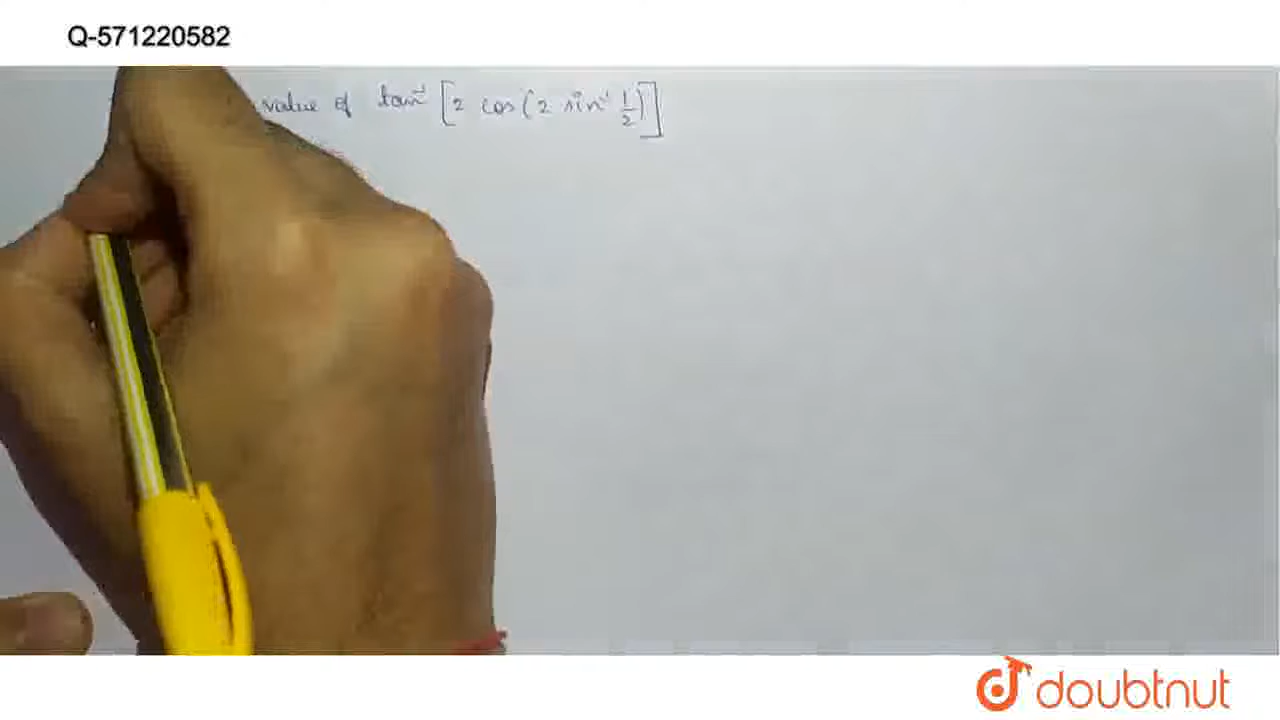 Q-571220582
value of tan⁻¹ [2 cos(2 sin⁻¹ 1/2)]
doubtnut